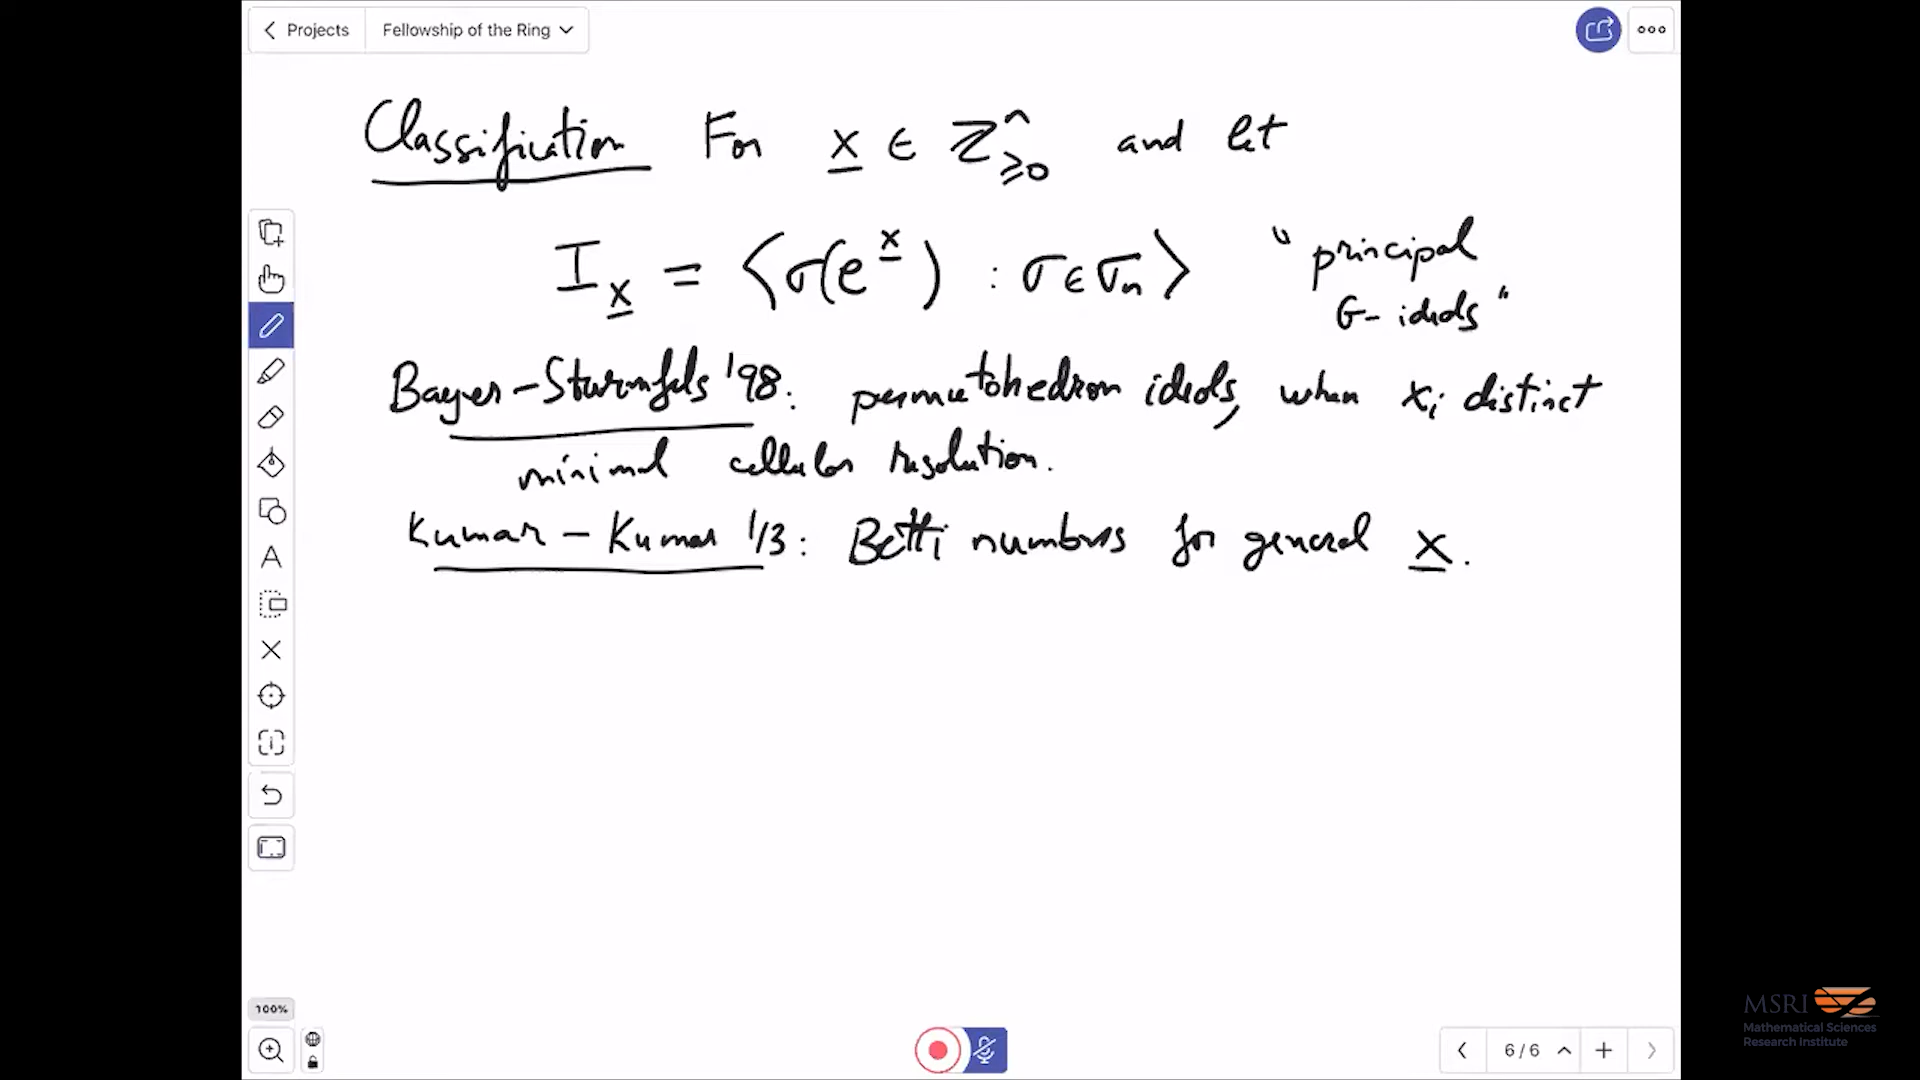 Projects
Fellowship of the Ring
Classification For x ∈ ℤⁿ≥0 and let
I_x = ⟨σ(e^x) : σ ∈ σ_n⟩ "principal
G-ideals"
Bayer-Sturmfels '98: permutohedron ideals, when x_i distinct
minimal cellular resolution.
Kumar - Kumar '13: Betti numbers for general x.
A
100%
6/6
MSRI
Mathematical Sciences
Research Institute